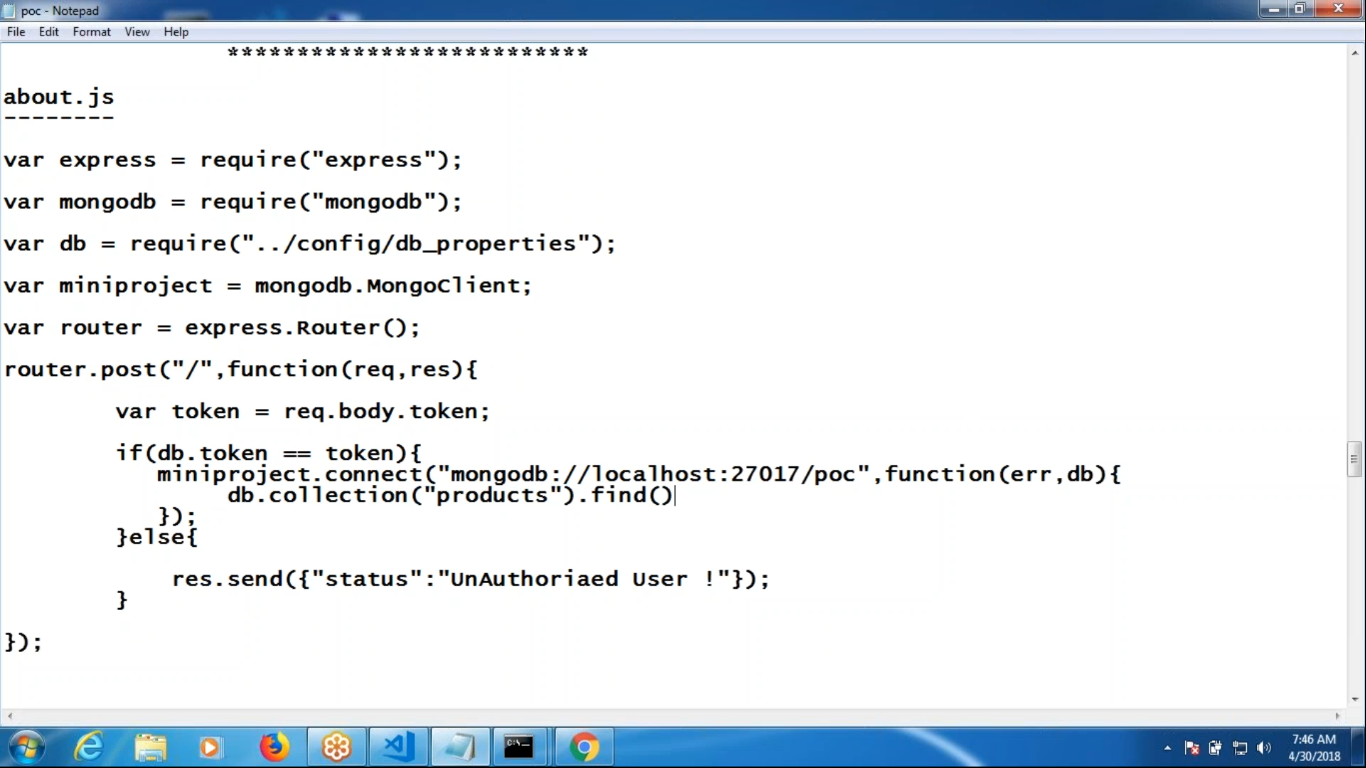 poc - Notepad
File Edit Format View Help
**************************
about.js
--------
var express = require("express");
var mongodb = require("mongodb");
var db = require("../config/db_properties");
var miniproject = mongodb.MongoClient;
var router = express.Router();
router.post("/",function(req,res){
var token = req.body.token;
if(db.token == token){
miniproject.connect("mongodb://localhost:27017/poc",function(err,db){
db.collection("products").find()
});
}else{
res.send({"status":"UnAuthoriaed User !"});
}
});
7:46 AM
4/30/2018